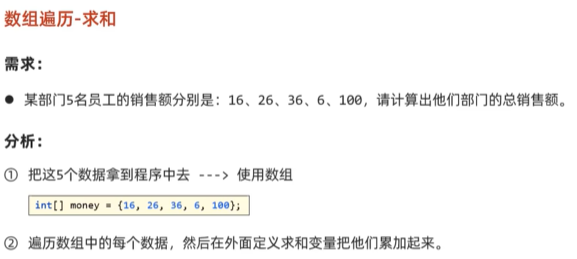 数组遍历-求和
需求：
● 某部门5名员工的销售额分别是：16、26、36、6、100，请计算出他们部门的总销售额。
分析：
① 把这5个数据拿到程序中去 ---> 使用数组
int[] money = {16, 26, 36, 6, 100};
② 遍历数组中的每个数据，然后在外面定义求和变量把他们累加起来。